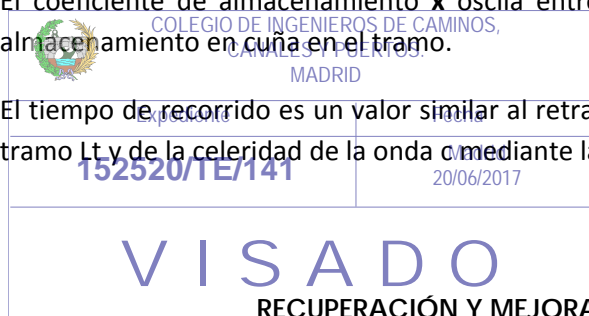 El coeficiente de almacenamiento x oscila entre
COLEGIO DE INGENIEROS DE CAMINOS,
almacenamiento en cuña en el tramo.
CANALES Y PUERTOS.
MADRID
El tiempo de recorrido es un valor similar al retra
Expediente Fecha
tramo Lt y de la celeridad de la onda c mediante la
Madrid
152520/TE/141 20/06/2017
VISADO
RECUPERACIÓN Y MEJORA